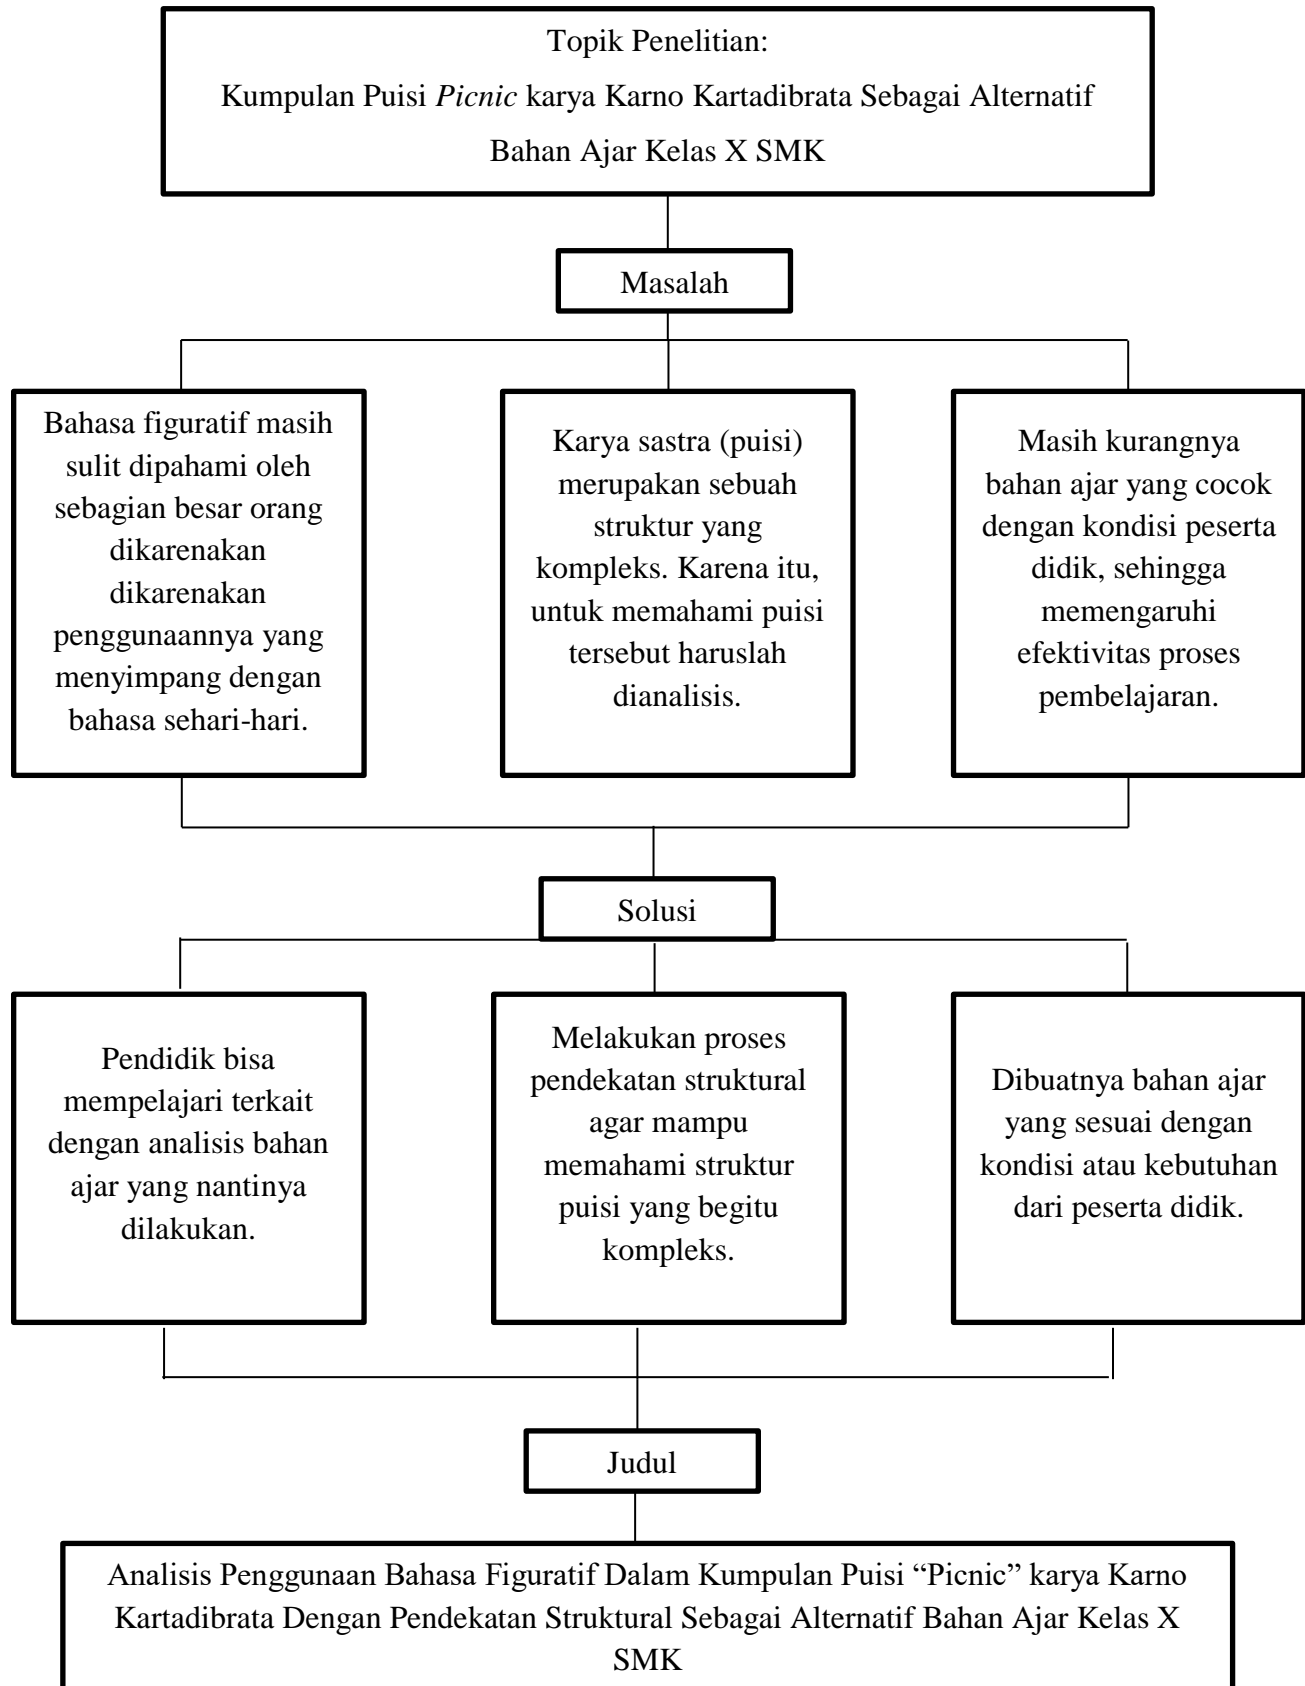 Topik Penelitian:
Kumpulan Puisi Picnic karya Karno Kartadibrata Sebagai Alternatif
Bahan Ajar Kelas X SMK
Masalah
Bahasa figuratif masih
sulit dipahami oleh
sebagian besar orang
dikarenakan
dikarenakan
penggunaannya yang
menyimpang dengan
bahasa sehari-hari.
Karya sastra (puisi)
merupakan sebuah
struktur yang
kompleks. Karena itu,
untuk memahami puisi
tersebut haruslah
dianalisis.
Masih kurangnya
bahan ajar yang cocok
dengan kondisi peserta
didik, sehingga
memengaruhi
efektivitas proses
pembelajaran.
Solusi
Pendidik bisa
mempelajari terkait
dengan analisis bahan
ajar yang nantinya
dilakukan.
Melakukan proses
pendekatan struktural
agar mampu
memahami struktur
puisi yang begitu
kompleks.
Dibuatnya bahan ajar
yang sesuai dengan
kondisi atau kebutuhan
dari peserta didik.
Judul
Analisis Penggunaan Bahasa Figuratif Dalam Kumpulan Puisi “Picnic” karya Karno
Kartadibrata Dengan Pendekatan Struktural Sebagai Alternatif Bahan Ajar Kelas X
SMK